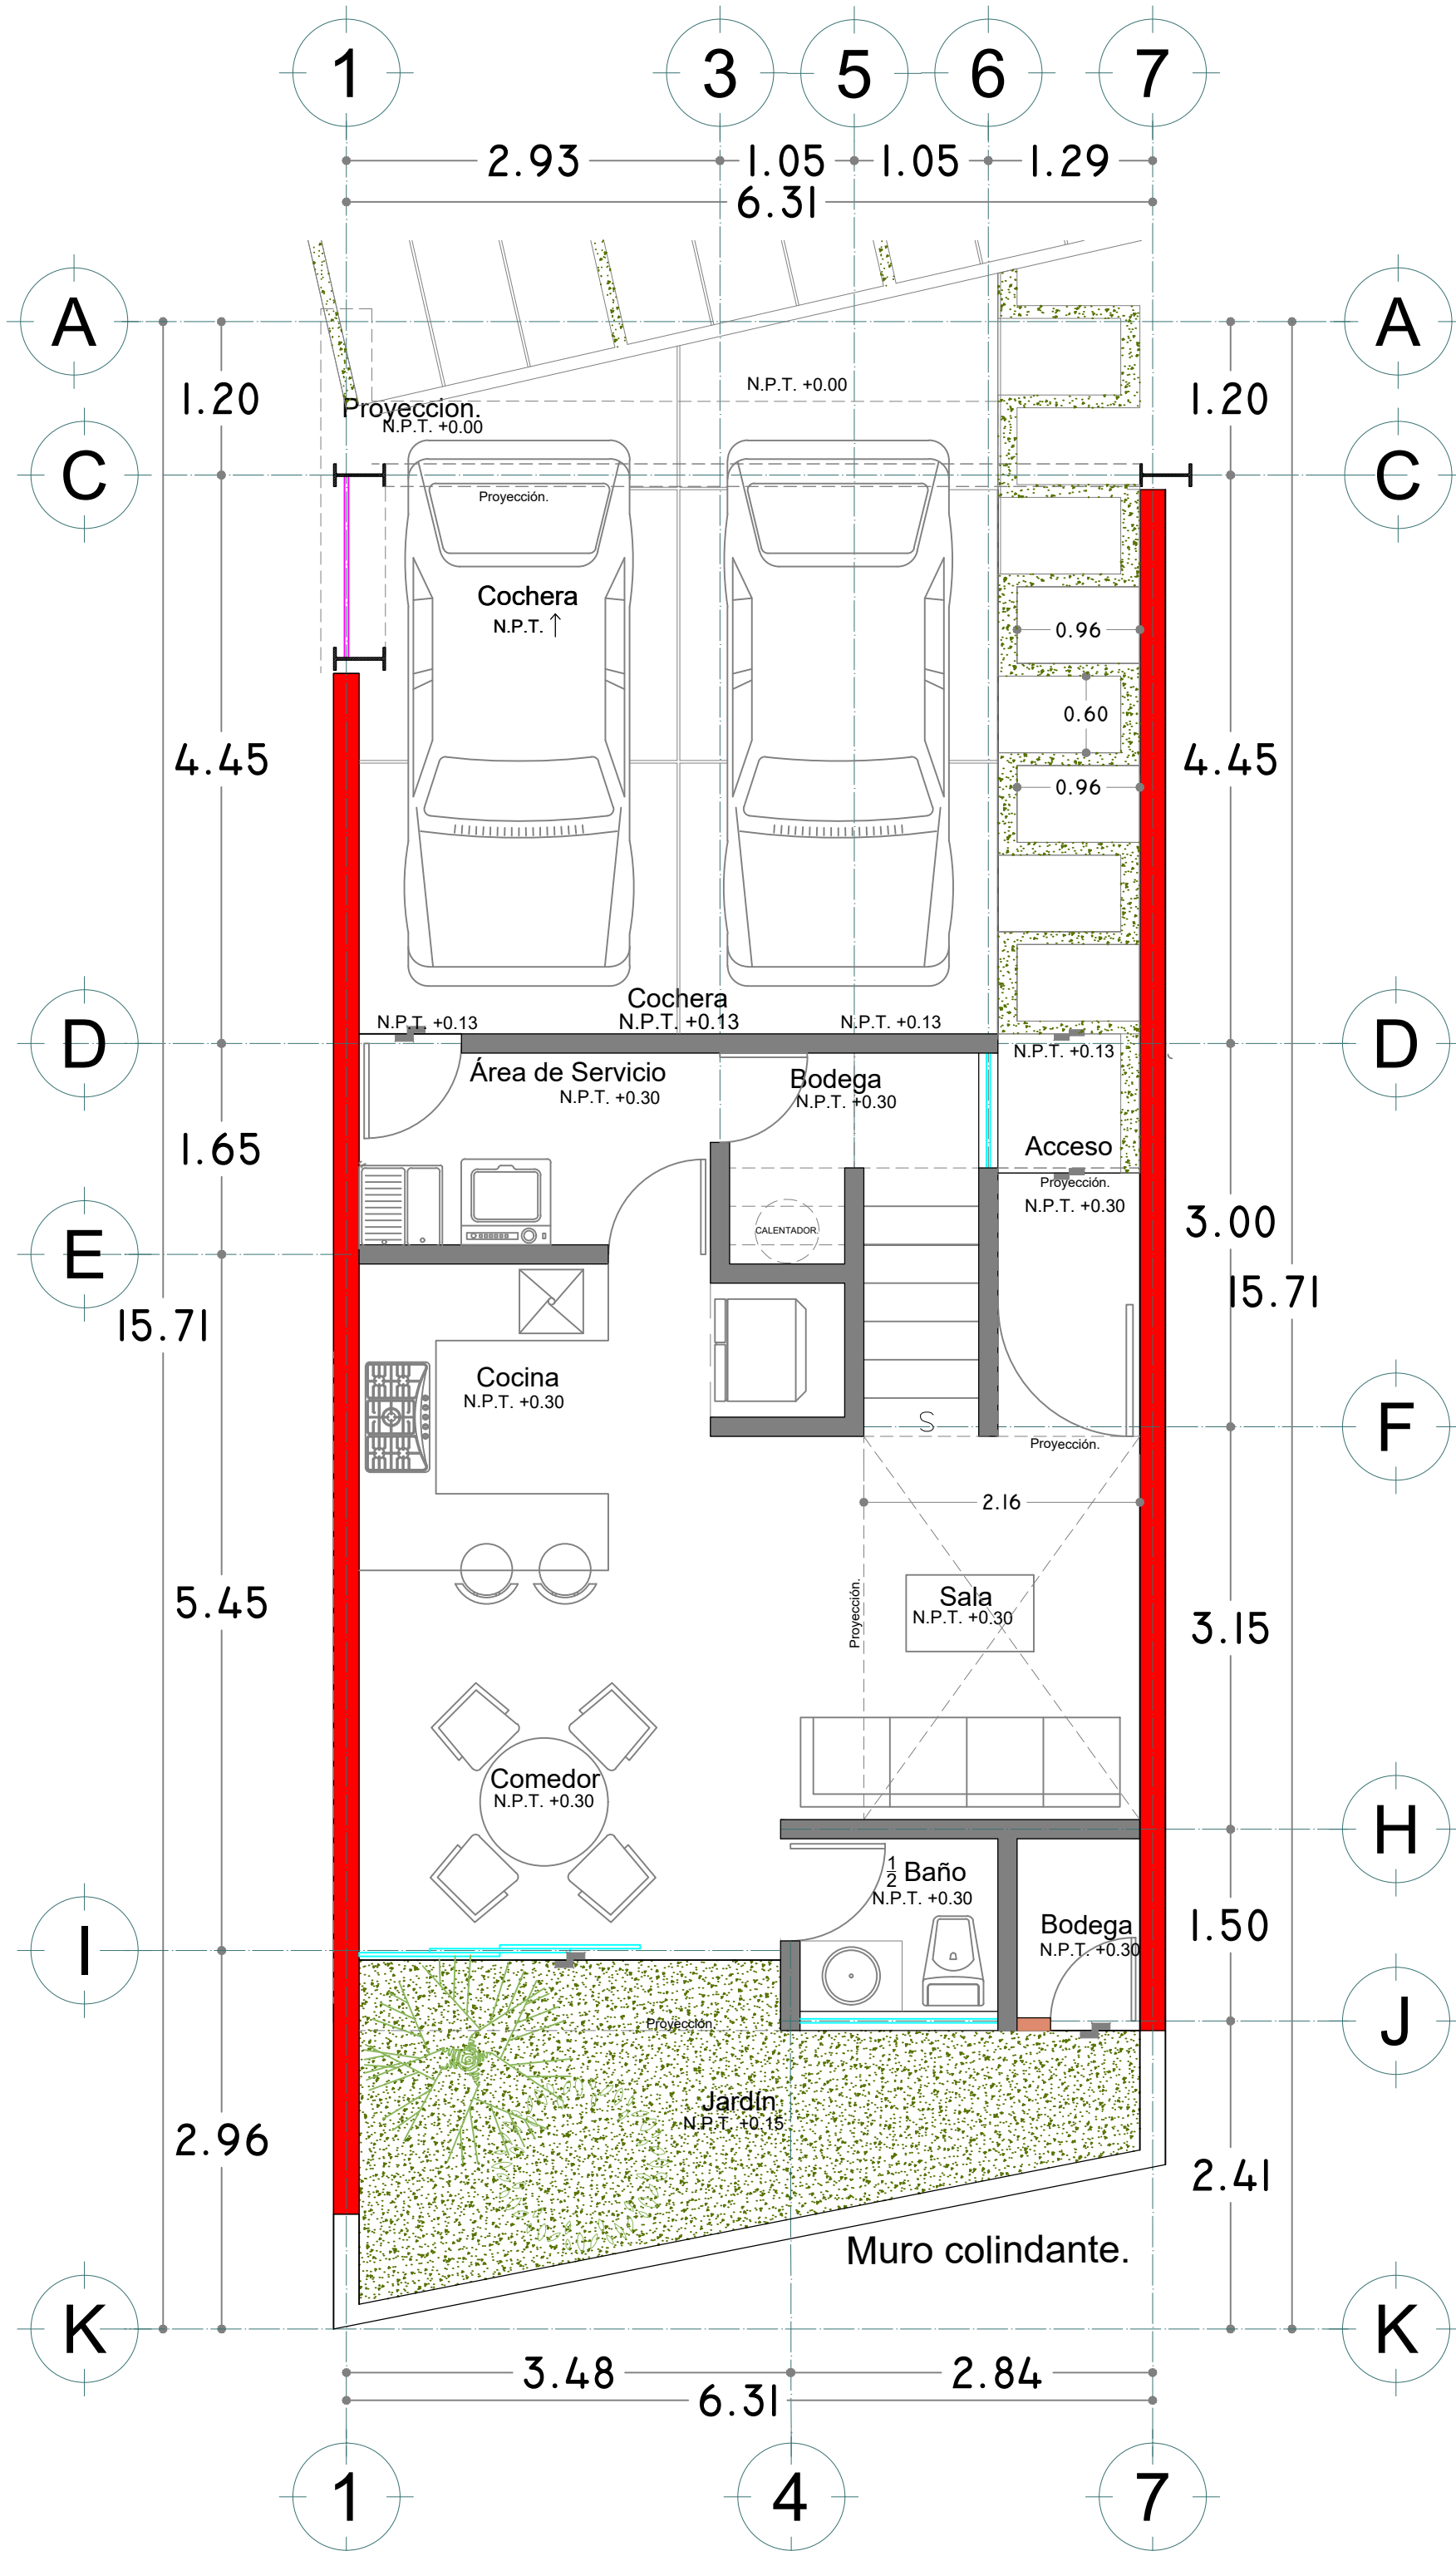 1 3 5 6 7
2.93 1.05 1.05 1.29
6.31
A A
1.20 N.P.T. +0.00 1.20
Proyeccion.
N.P.T. +0.00
C C
Proyección.
Cochera
N.P.T.
0.96
0.60
4.45 4.45
0.96
Cochera
N.P.T. +0.13 N.P.T. +0.13 N.P.T. +0.13
D D
N.P.T. +0.13
Área de Servicio
N.P.T. +0.30
Bodega
N.P.T. +0.30
1.65 Acceso
Proyección.
N.P.T. +0.30
3.00
CALENTADOR.
E
15.71 15.71
Cocina
N.P.T. +0.30
S F
Proyección.
2.16
5.45 Proyección.
Sala
N.P.T. +0.30
3.15
Comedor
N.P.T. +0.30
H
1/2 Baño
N.P.T. +0.30
Bodega
N.P.T. +0.30
1.50
I
Proyección. J
Jardín
N.P.T. +0.15
2.96 2.41
Muro colindante.
K K
3.48 2.84
6.31
1 4 7